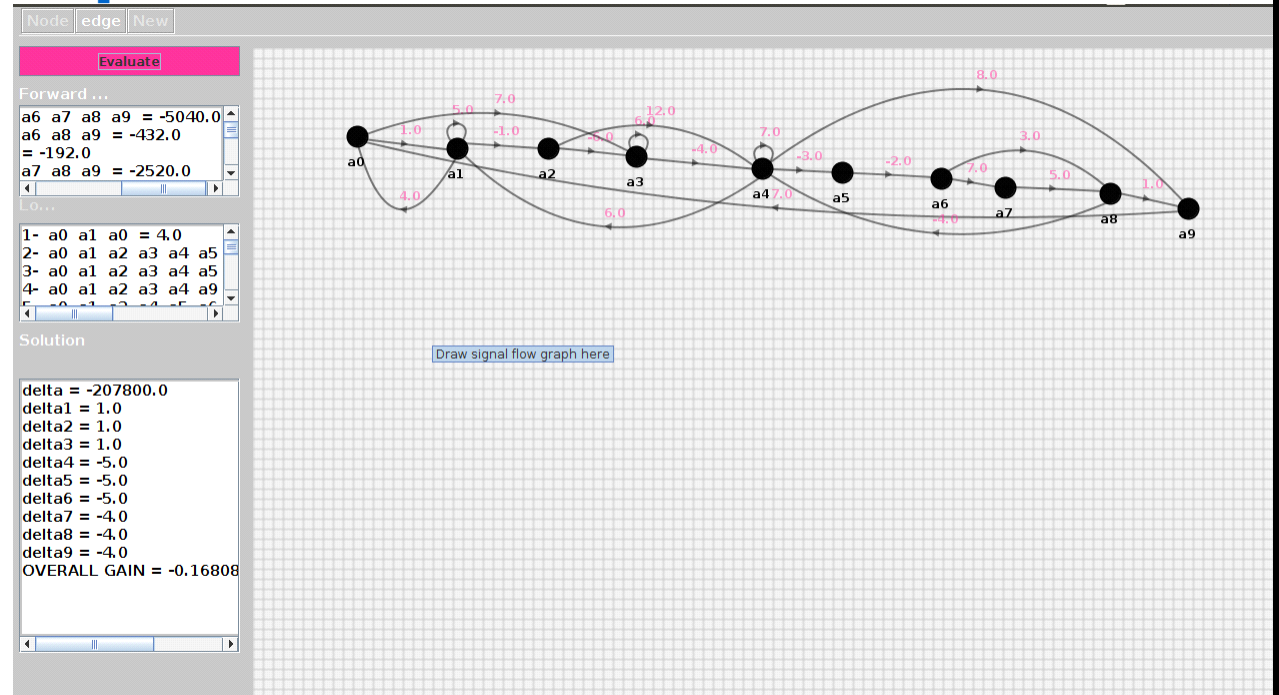 Node edge New
Evaluate
Forward ...
a6 a7 a8 a9 = -5040.0
a6 a8 a9 = -432.0
= -192.0
a7 a8 a9 = -2520.0
Lo...
1- a0 a1 a0 = 4.0
2- a0 a1 a2 a3 a4 a5
3- a0 a1 a2 a3 a4 a5
4- a0 a1 a2 a3 a4 a9
Solution
delta = -207800.0
delta1 = 1.0
delta2 = 1.0
delta3 = 1.0
delta4 = -5.0
delta5 = -5.0
delta6 = -5.0
delta7 = -4.0
delta8 = -4.0
delta9 = -4.0
OVERALL GAIN = -0.16808
8.0
7.0
5.0
12.0
1.0
-1.0
7.0
3.0
-4.0
-3.0
-2.0
7.0
5.0
1.0
a0
a1
a2
a3
a4
a5
a6
a7
a8
a9
4.0
6.0
7.0
-4.0
Draw signal flow graph here